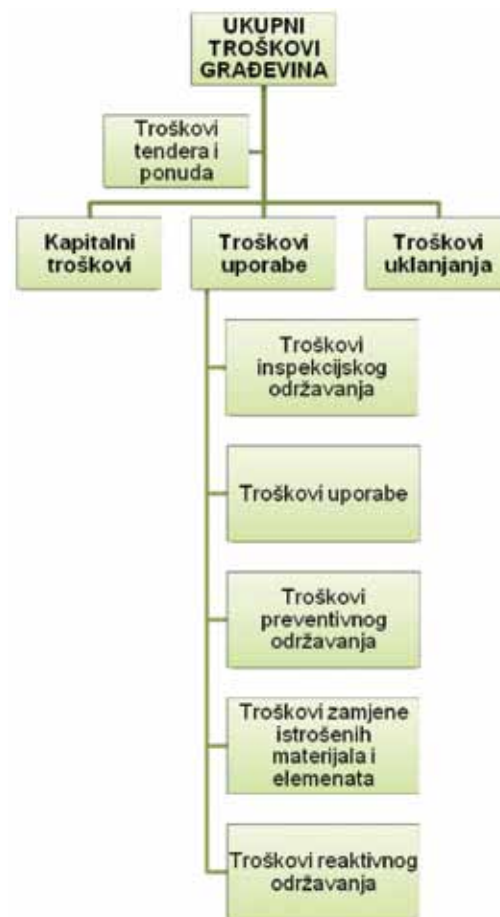 UKUPNI
TROŠKOVI
GRAĐEVINA
Troškovi
tendera i
ponuda
Kapitalni
troškovi
Troškovi
uporabe
Troškovi
uklanjanja
Troškovi
inspekcijskog
održavanja
Troškovi uporabe
Troškovi
preventivnog
održavanja
Troškovi zamjene
istrošenih
materijala i
elemenata
Troškovi reaktivnog
održavanja